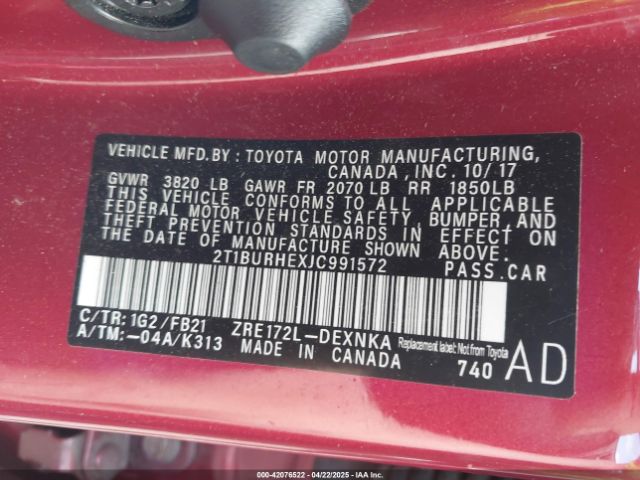 VEHICLE MFD.BY: TOYOTA MOTOR MANUFACTURING,
CANADA, INC. 10/17
GVWR 3820 LB GAWR FR 2070 LB RR 1850LB
THIS VEHICLE CONFORMS TO ALL APPLICABLE
FEDERAL MOTOR VEHICLE SAFETY, BUMPER, AND
THEFT PREVENTION STANDARDS IN EFFECT ON
THE DATE OF MANUFACTURE SHOWN ABOVE.
2T1BURHEXJC991572 PASS.CAR
C/TR: 1G2/FB21 ZRE172L-DEXNKA
A/TM:-04A/K313 MADE IN CANADA
Replacement label: Not from Toyota
740 AD
000-42076522 - 04/22/2025 - IAA Inc.